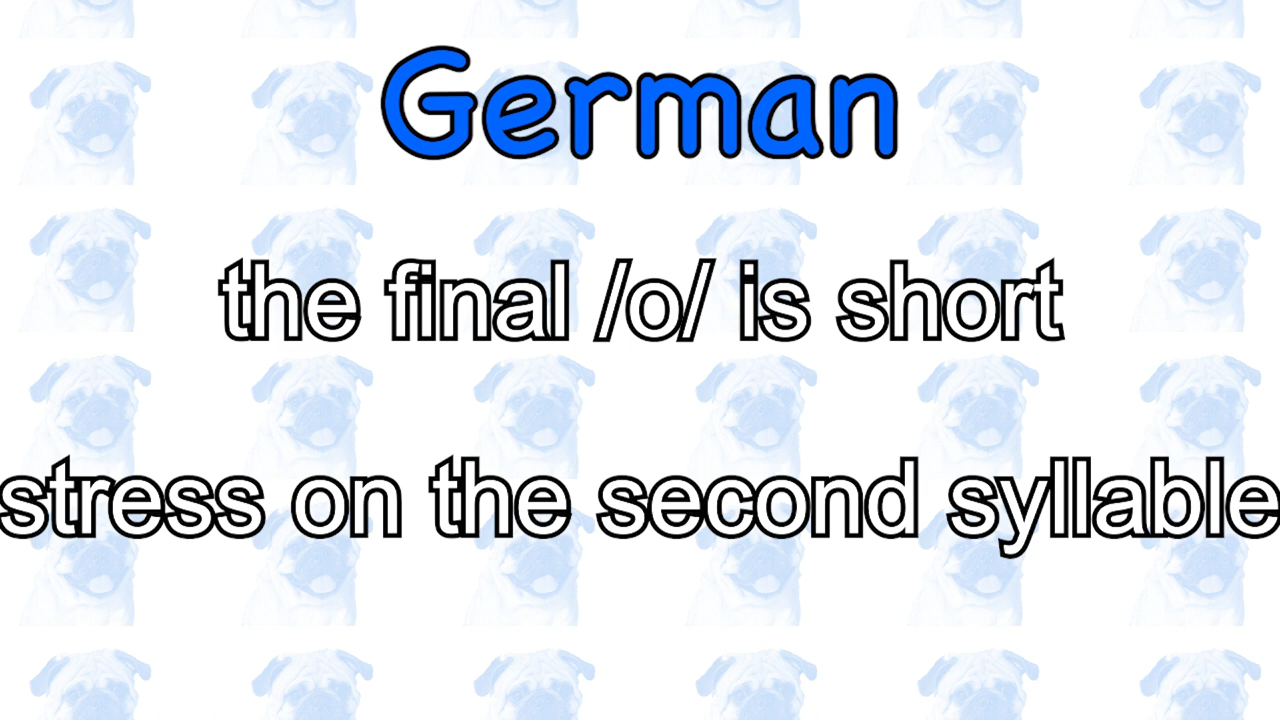 German
the final /o/ is short
stress on the second syllable